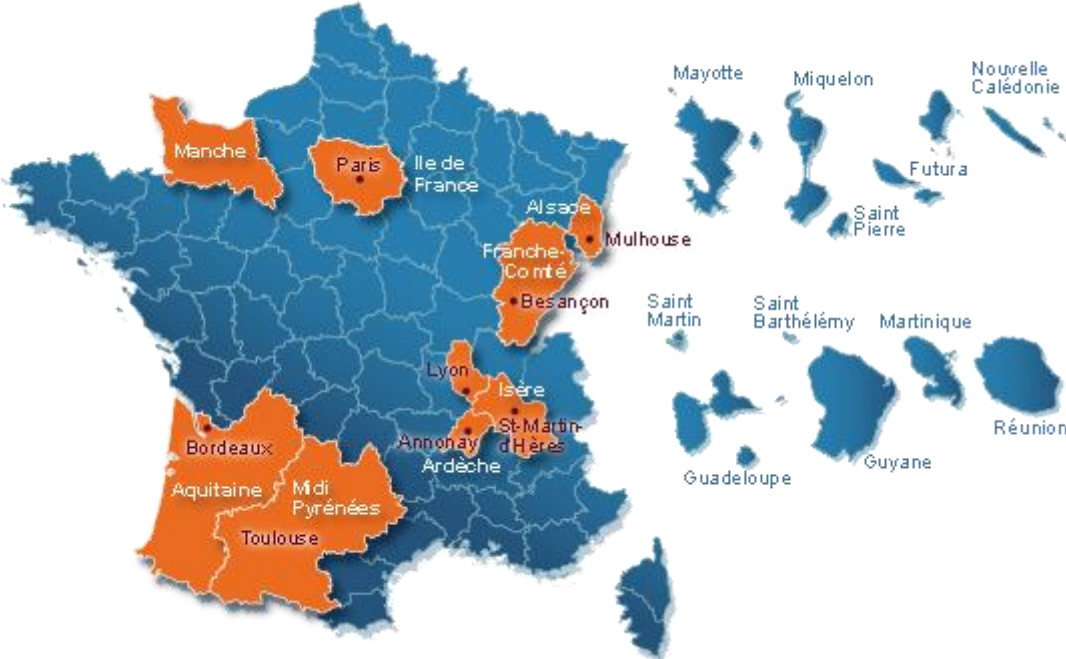 Manche
Paris
Ile de
France
Alsace
Mulhouse
Franche-
Comté
Besançon
Lyon
Isère
St-Martin-
d'Hères
Annonay
Ardèche
Bordeaux
Aquitaine
Midi
Pyrénées
Toulouse
Mayotte
Miquelon
Nouvelle
Calédonie
Futura
Saint
Pierre
Saint
Martin
Saint
Barthélémy
Martinique
Réunion
Guadeloupe
Guyane